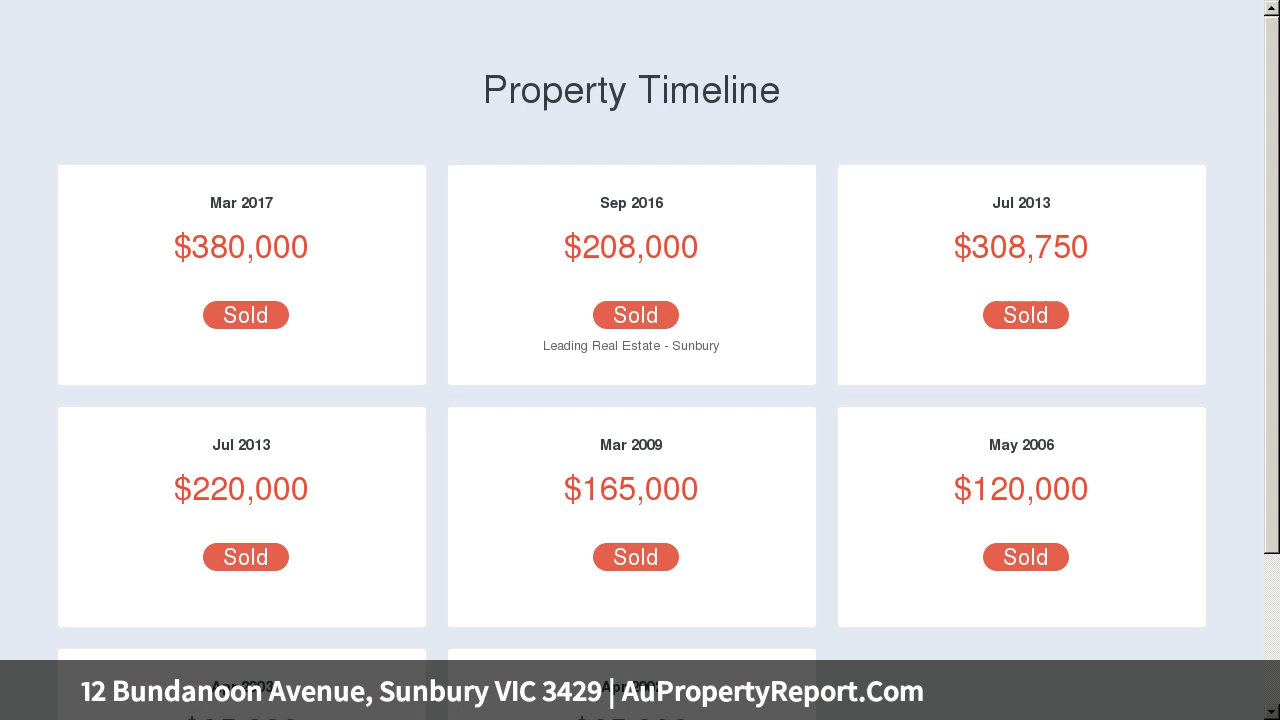 Property Timeline
Mar 2017
$380,000
Sold
Sep 2016
$208,000
Sold
Leading Real Estate - Sunbury
Jul 2013
$308,750
Sold
Jul 2013
$220,000
Sold
Mar 2009
$165,000
Sold
May 2006
$120,000
Sold
12 Bundanoon Avenue, Sunbury VIC 3429 | AuPropertyReport.Com